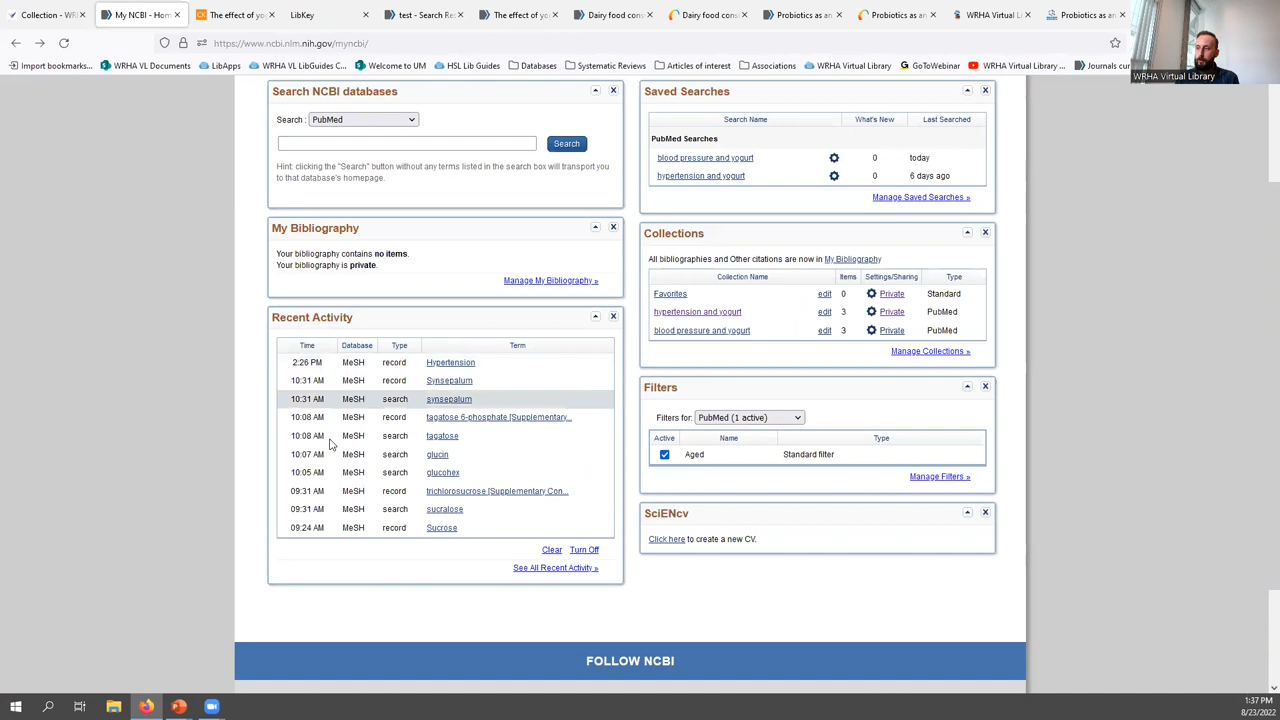 Collection - WR
My NCBI - Hom
The effect of yo
LibKey
test - Search Re
The effect of yo
Dairy food cons
Dairy food cons
Probiotics as an
Probiotics as an
WRHA Virtual Li
Probiotics as an
https://www.ncbi.nlm.nih.gov/myncbi/
Import bookmarks...
WRHA VL Documents
LibApps
WRHA VL LibGuides C...
Welcome to UM
HSL Lib Guides
Databases
Systematic Reviews
Articles of interest
Associations
WRHA Virtual Library
GoToWebinar
WRHA Virtual Library ...
Journals cur
WRHA Virtual Library
Search NCBI databases
Search : PubMed
Search
Hint: clicking the "Search" button without any terms listed in the search box will transport you
to that database's homepage.
My Bibliography
Your bibliography contains no items.
Your bibliography is private.
Manage My Bibliography »
Recent Activity
Time Database Type Term
2:26 PM MeSH record Hypertension
10:31 AM MeSH record Synsepalum
10:31 AM MeSH search synsepalum
10:08 AM MeSH record tagatose 6-phosphate [Supplementary...
10:08 AM MeSH search tagatose
10:07 AM MeSH search glucin
10:05 AM MeSH search glucohex
09:31 AM MeSH record trichlorosucrose [Supplementary Con...
09:31 AM MeSH search sucralose
09:24 AM MeSH record Sucrose
Clear Turn Off
See All Recent Activity »
Saved Searches
Search Name What's New Last Searched
PubMed Searches
blood pressure and yogurt 0 today
hypertension and yogurt 0 6 days ago
Manage Saved Searches »
Collections
All bibliographies and Other citations are now in My Bibliography
Collection Name Items Settings/Sharing Type
Favorites edit 0 Private Standard
hypertension and yogurt edit 3 Private PubMed
blood pressure and yogurt edit 3 Private PubMed
Manage Collections »
Filters
Filters for: PubMed (1 active)
Active Name Type
Aged Standard filter
Manage Filters »
SciENcv
Click here to create a new CV.
FOLLOW NCBI
1:37 PM
8/23/2022